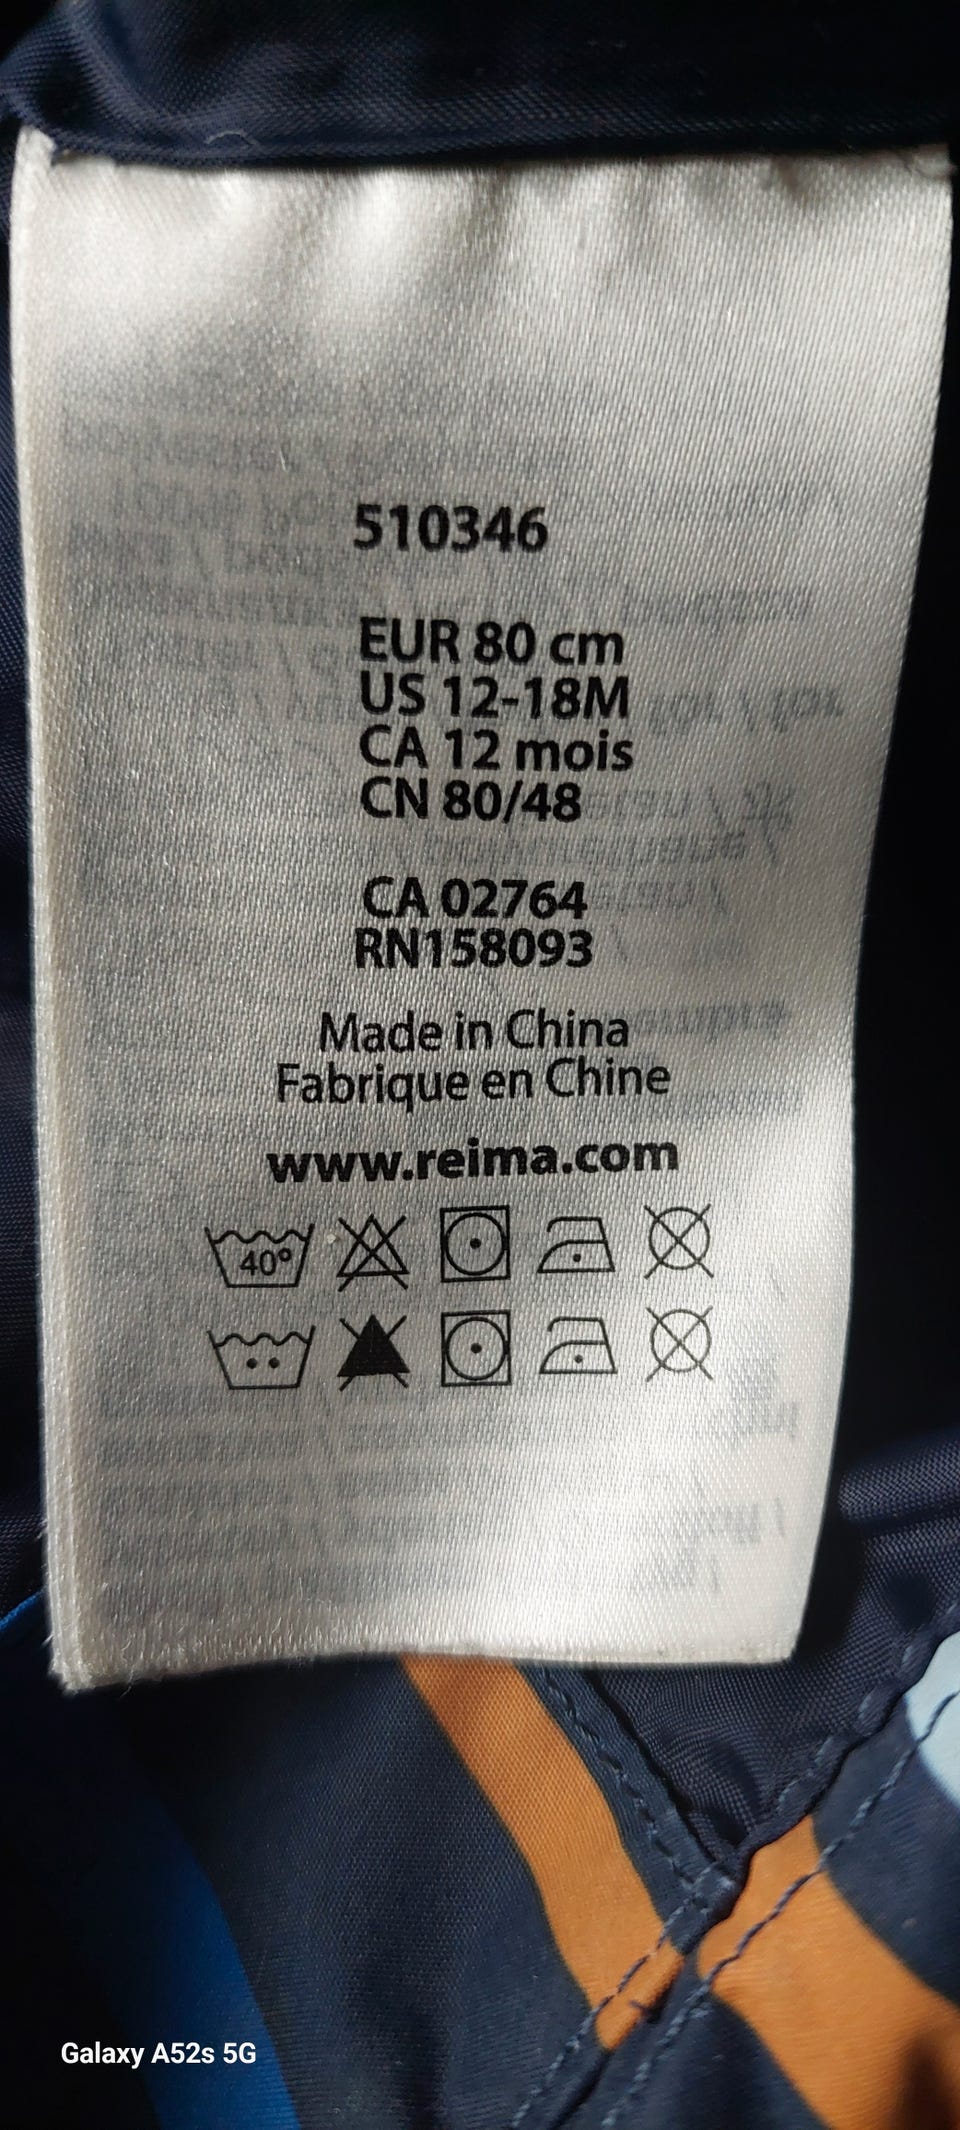 510346
EUR 80 cm
US 12-18M
CA 12 mois
CN 80/48
CA 02764
RN158093
Made in China
Fabrique en Chine
www.reima.com
40°
Galaxy A52s 5G